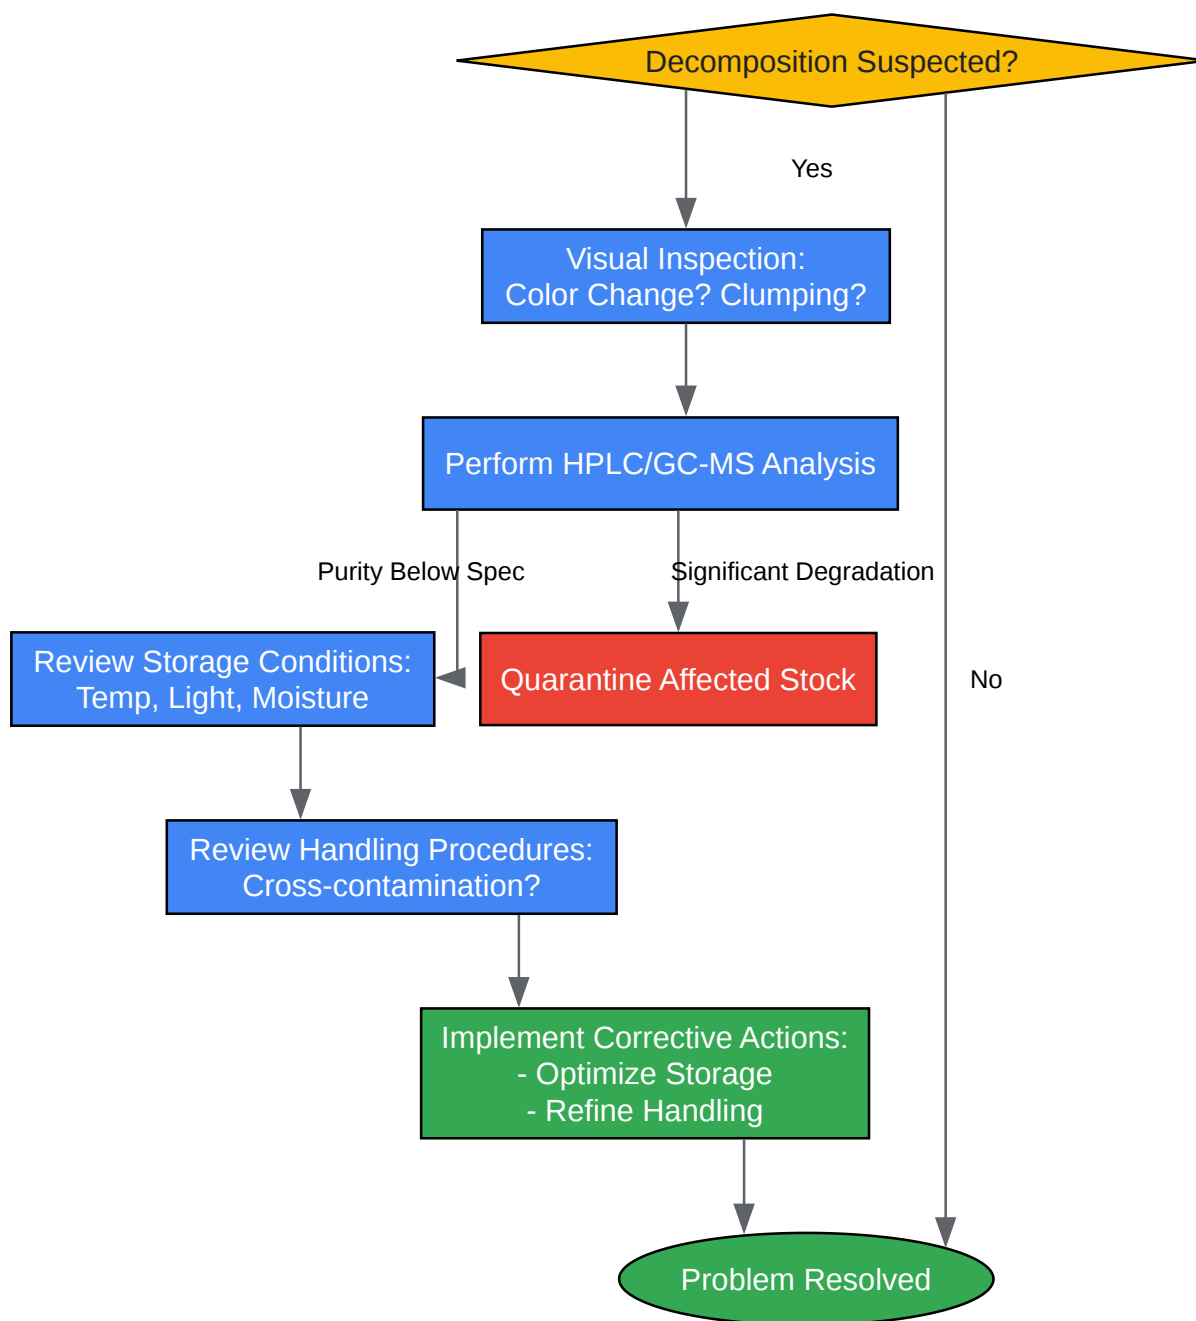 Decomposition Suspected?
Yes
Visual Inspection:
Color Change? Clumping?
Perform HPLC/GC-MS Analysis
Purity Below Spec
Significant Degradation
Review Storage Conditions:
Temp, Light, Moisture
Quarantine Affected Stock
No
Review Handling Procedures:
Cross-contamination?
Implement Corrective Actions:
- Optimize Storage
- Refine Handling
Problem Resolved